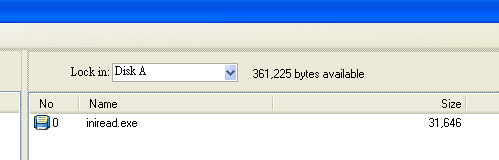 Lock in: Disk A 361,225 bytes available
No Name Size
0 iniread.exe 31,646